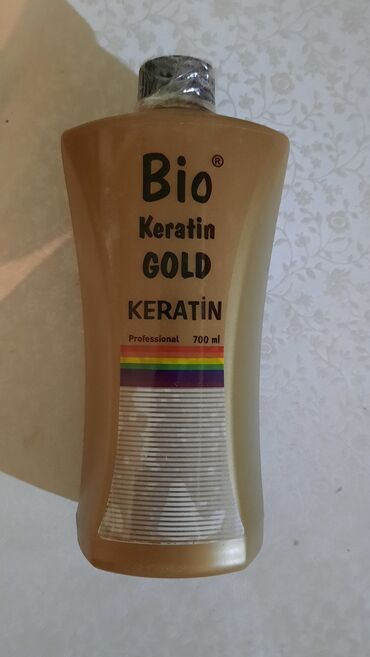 Bio®
Keratin
GOLD
KERATİN
Professional 700 ml